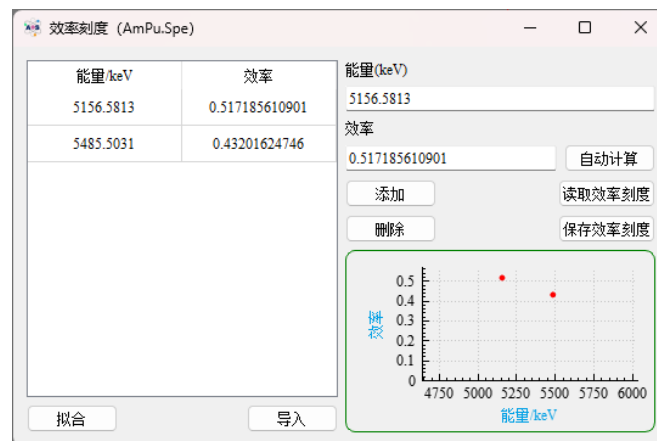 效率刻度（AmPu.Spe）
能量/keV 效率
5156.5813 0.517185610901
5485.5031 0.43201624746
拟合 导入
能量(keV)
5156.5813
效率
0.517185610901 自动计算
添加 读取效率刻度
删除 保存效率刻度
效率
0.5
0.4
0.3
0.2
0.1
0
4750 5000 5250 5500 5750 6000
能量/keV